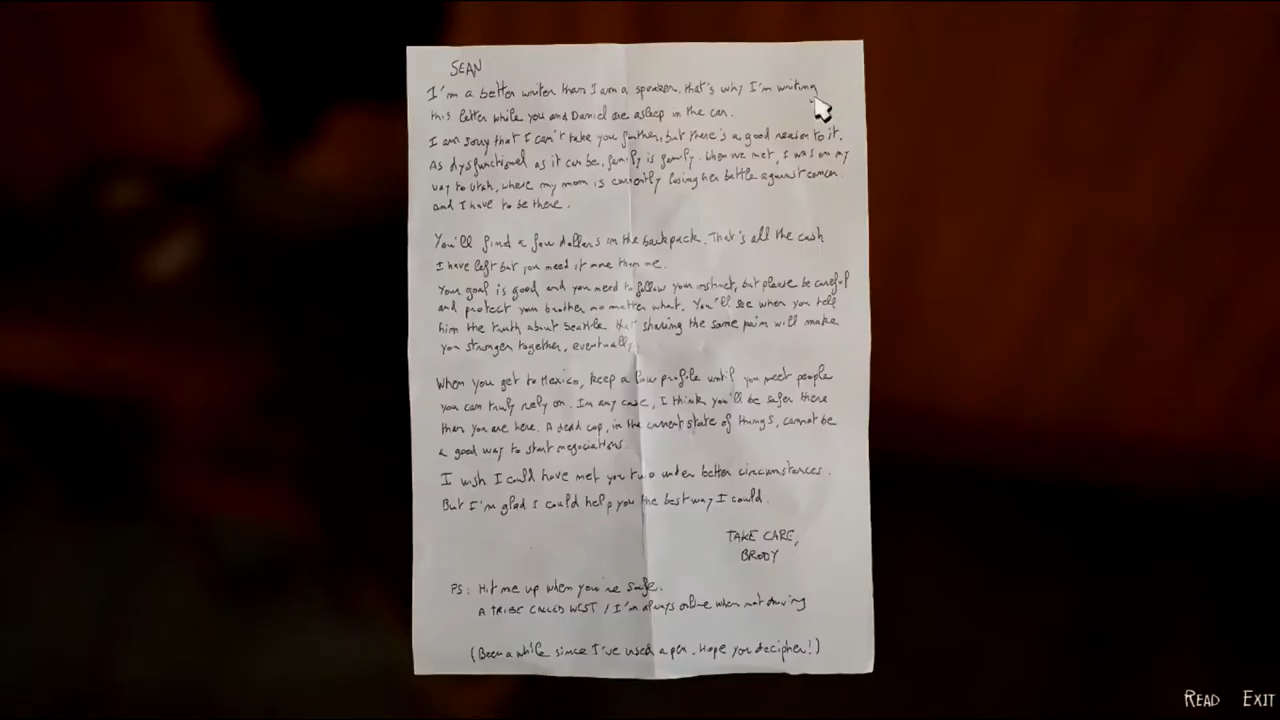 SEAN
I'm a better writer than I am a speaker. That's why I'm writing
this letter while you and Daniel are asleep in the car.
I am sorry that I can't take you further, but there's a good reason to it.
As dysfunctional as it can be, family is family. When we met, I was on my
way to Utah, where my mom is currently losing her battle against cancer.
And I have to be there.
You'll find a few dollars in the backpack. That's all the cash
I have left but you need it more than me.
Your goal is good and you need to follow your instinct, but please be careful
and protect your brother no matter what. You'll see when you tell
him the truth about Seattle that sharing the same pain will make
you stronger together, eventually.
When you get to Mexico, keep a low profile until you meet people
you can truly rely on. In any case, I think you'll be safer there
than you are here. A dead cop, in the current state of things, cannot be
a good way to start negociations.
I wish I could have met you two under better circumstances.
But I'm glad I could help you the best way I could.
TAKE CARE,
BRODY
PS: Hit me up when you're safe.
A TRIBE CALLED WEST / I'm always online when not driving
(Been a while since I've used a pen. Hope you decipher!)
READ EXIT